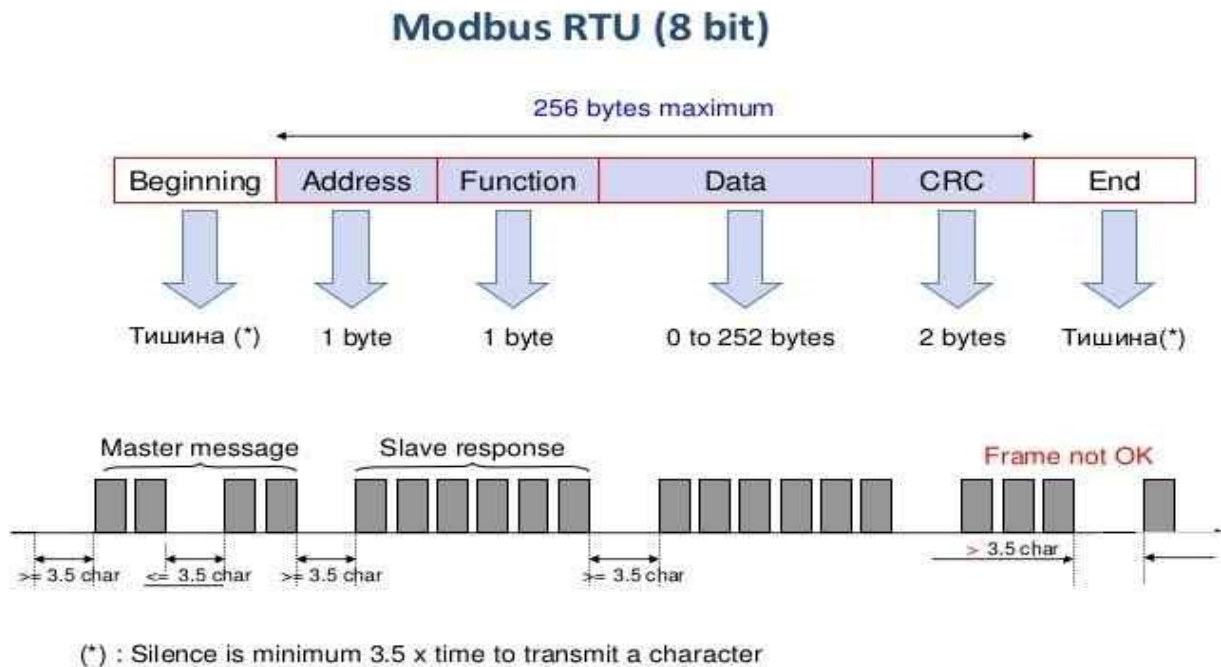 Modbus RTU (8 bit)
256 bytes maximum
Beginning Address Function Data CRC End
Тишина (*) 1 byte 1 byte 0 to 252 bytes 2 bytes Тишина(*)
Master message Slave response Frame not OK
>= 3.5 char <= 3.5 char >= 3.5 char >= 3.5 char > 3.5 char
(*) : Silence is minimum 3.5 x time to transmit a character